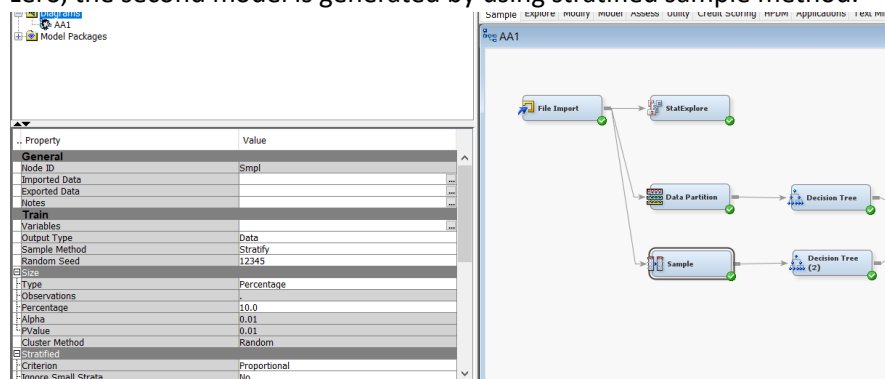 zero, the second model is generated by using stratified sample method.
Diagrams
AA1
Model Packages
.. Property Value
General
Node ID Smpl
Imported Data ...
Exported Data ...
Notes ...
Train
Variables ...
Output Type Data
Sample Method Stratify
Random Seed 12345
Size
Type Percentage
Observations .
Percentage 10.0
Alpha 0.01
PValue 0.01
Cluster Method Random
Stratified
Criterion Proportional
Ignore Small Strata No
Sample Explore Modify Model Assess Utility Credit Scoring HPDM Applications Text Mi
AA1
File Import
StatExplore
Data Partition
Decision Tree
Sample
Decision Tree
(2)